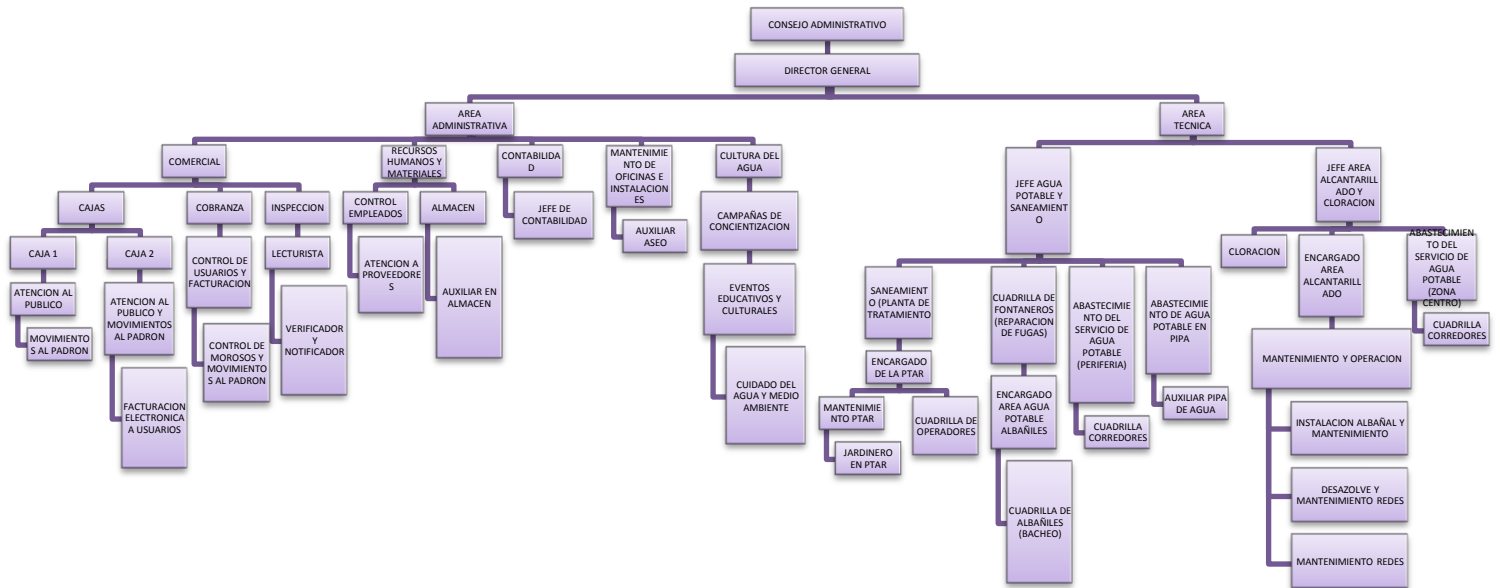 CONSEJO ADMINISTRATIVO
DIRECTOR GENERAL
AREA
ADMINISTRATIVA
AREA
TECNICA
COMERCIAL
RECURSOS
HUMANOS Y
MATERIALES
CONTABILIDA
D
MANTENIMIE
NTO DE
OFICINAS E
INSTALACION
ES
CULTURA DEL
AGUA
CAJAS
COBRANZA
INSPECCION
CONTROL
EMPLEADOS
ALMACEN
JEFE DE
CONTABILIDAD
AUXILIAR
ASEO
CAMPAÑAS DE
CONCIENTIZACION
CAJA 1
CAJA 2
CONTROL DE
USUARIOS Y
FACTURACION
LECTURISTA
ATENCION A
PROVEEDORE
S
AUXILIAR EN
ALMACEN
EVENTOS
EDUCATIVOS Y
CULTURALES
ATENCION AL
PUBLICO
MOVIMIENTO
S AL PADRON
ATENCION AL
PUBLICO Y
MOVIMIENTOS
AL PADRON
FACTURACION
ELECTRONICA
A USUARIOS
CONTROL DE
MOROSOS Y
MOVIMIENTO
S AL PADRON
VERIFICADOR
Y
NOTIFICADOR
CUIDADO DEL
AGUA Y MEDIO
AMBIENTE
JEFE AGUA
POTABLE Y
SANEAMIENT
O
JEFE AREA
ALCANTARILL
ADO Y
CLORACION
SANEAMIENT
O (PLANTA DE
TRATAMIENTO
CUADRILLA DE
FONTANEROS
(REPARACION
DE FUGAS)
ABASTECIMIE
NTO DEL
SERVICIO DE
AGUA
POTABLE
(PERIFERIA)
ABASTECIMIE
NTO DE AGUA
POTABLE EN
PIPA
ENCARGADO
DE LA PTAR
MANTENIMIE
NTO PTAR
JARDINERO
EN PTAR
CUADRILLA DE
OPERADORES
ENCARGADO
AREA AGUA
POTABLE
ALBAÑILES
CUADRILLA DE
ALBAÑILES
(BACHEO)
CUADRILLA
CORREDORES
AUXILIAR PIPA
DE AGUA
CLORACION
ENCARGADO
AREA
ALCANTARILL
ADO
ABASTECIMIEN
TO DEL
SERVICIO DE
AGUA
POTABLE
(ZONA
CENTRO)
CUADRILLA
CORREDORES
MANTENIMIENTO Y OPERACION
INSTALACION ALBAÑAL Y
MANTENIMIENTO
DESAZOLVE Y
MANTENIMIENTO REDES
MANTENIMIENTO REDES